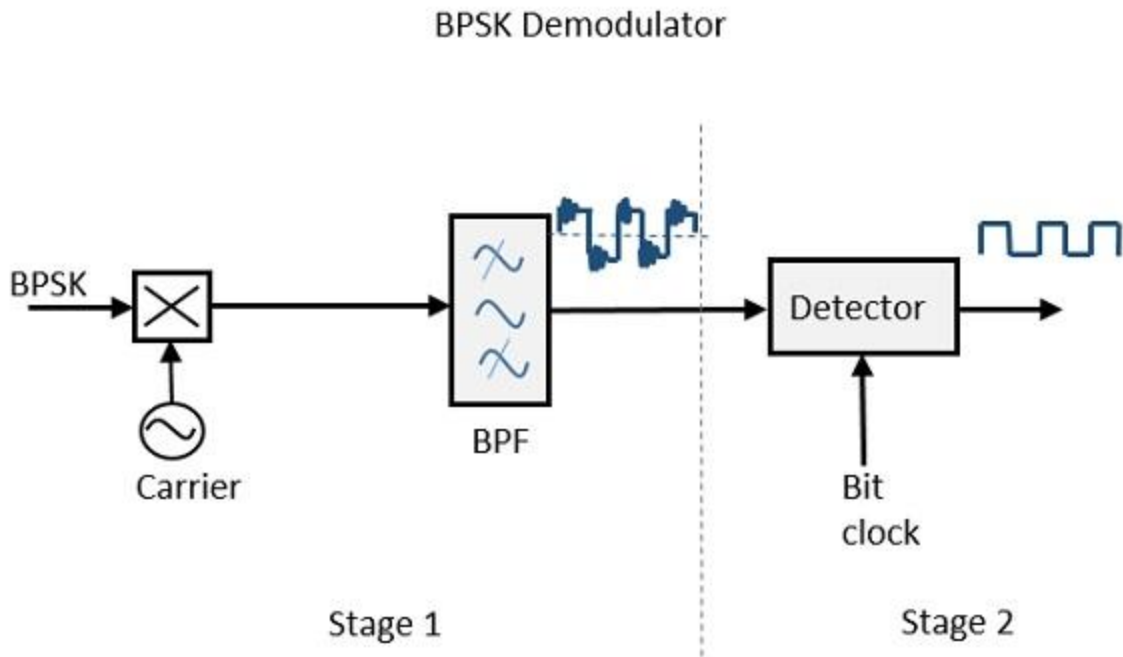 BPSK Demodulator
BPSK
Detector
BPF
Carrier
Bit
clock
Stage 1
Stage 2